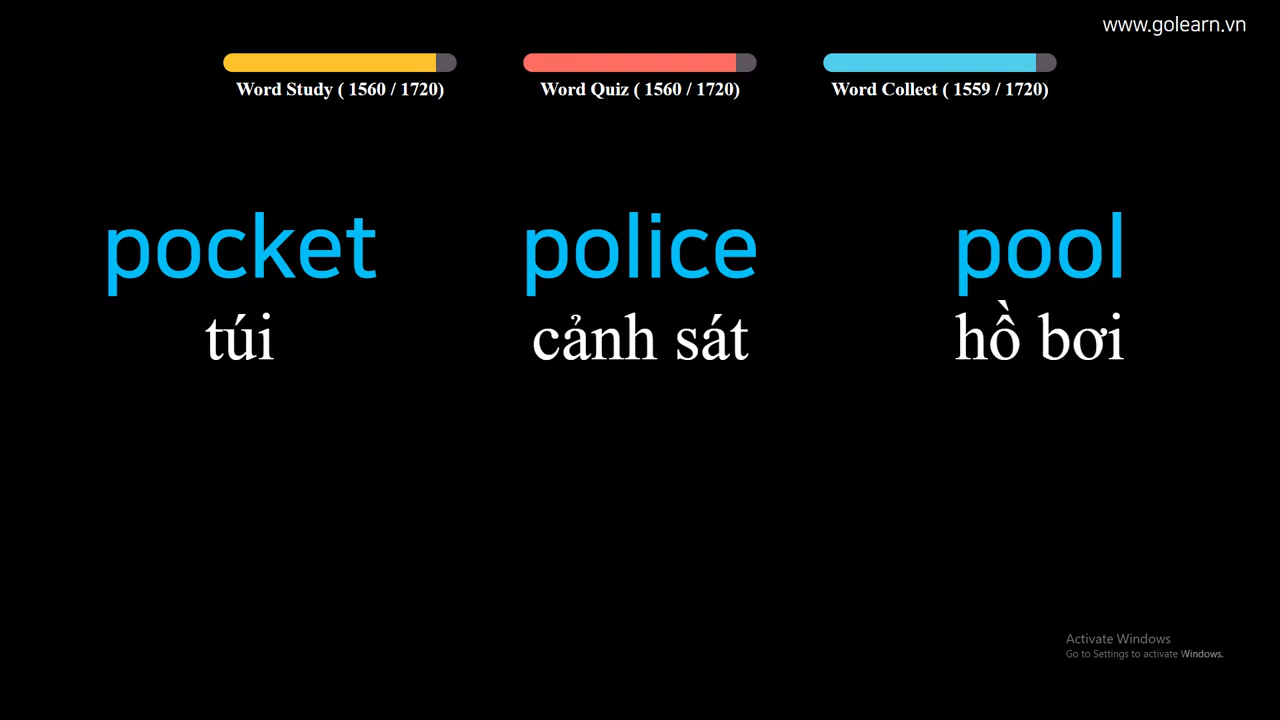 www.golearn.vn
Word Study ( 1560 / 1720) Word Quiz ( 1560 / 1720) Word Collect ( 1559 / 1720)
pocket police pool
túi cảnh sát hồ bơi
Activate Windows
Go to Settings to activate Windows.